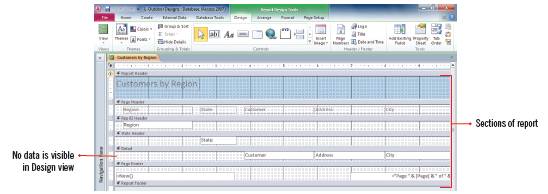 L-Outdoor Designs : Database (Access 2007)
Report Design Tools
File Home Create External Data Database Tools Design Arrange Format Page Setup
View Themes Colors Fonts
Group & Sort
Totals
Hide Details
Insert Image
Page Numbers
Logo
Title
Date and Time
Add Existing Fields
Property Sheet
Tab Order
Views Themes Grouping & Totals Controls Header / Footer Tools
Customers by Region
Report Header
Customers by Region
Page Header
Region State Customer Address City
Region
State Header
State
Detail
Customer Address City
Page Footer
=Now() ="Page " & [Page] & " of " &
Report Footer
Navigation Pane
Sections of report
No data is visible
in Design view